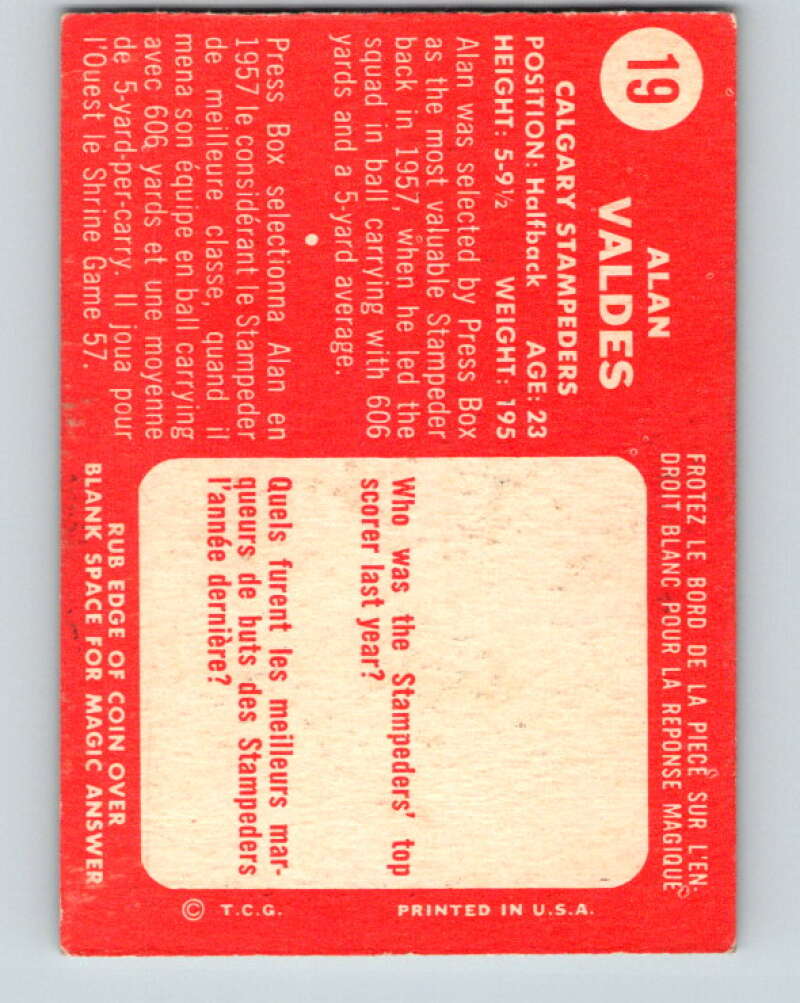 19
ALAN
VALDES
CALGARY STAMPEDERS
POSITION: Halfback AGE: 23
HEIGHT: 5-9½ WEIGHT: 195
Alan was selected by Press Box
as the most valuable Stampeder
back in 1957, when he led the
squad in ball carrying with 606
yards and a 5-yard average.
Press Box selectionna Alan en
1957 le considérant le Stampeder
de meilleure classe, quand il
mena son équipe en ball carrying
avec 606 yards et une moyenne
de 5-yard-per-carry. Il joua pour
l'Ouest le Shrine Game 57.
FROTEZ LE BORD DE LA PIECE SUR L'EN-
DROIT BLANC POUR LA REPONSE MAGIQUE
Who was the Stampeders' top
scorer last year?
Quels furent les meilleurs mar-
queurs de buts des Stampeders
l'année dernière?
RUB EDGE OF COIN OVER
BLANK SPACE FOR MAGIC ANSWER
© T.C.G. PRINTED IN U.S.A.